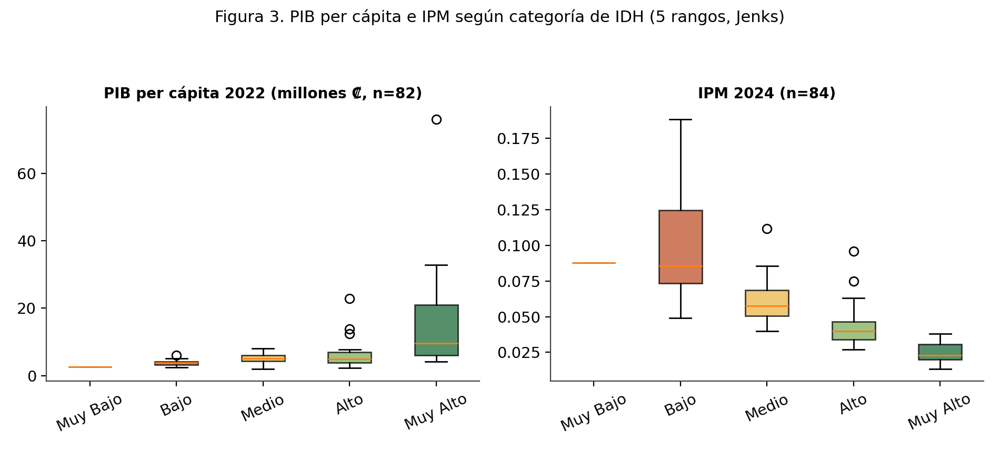 Figura 3. PIB per cápita e IPM según categoría de IDH (5 rangos, Jenks)
PIB per cápita 2022 (millones ₡, n=82)
60
40
20
0
Muy Bajo
Bajo
Medio
Alto
Muy Alto
IPM 2024 (n=84)
0.175
0.150
0.125
0.100
0.075
0.050
0.025
Muy Bajo
Bajo
Medio
Alto
Muy Alto